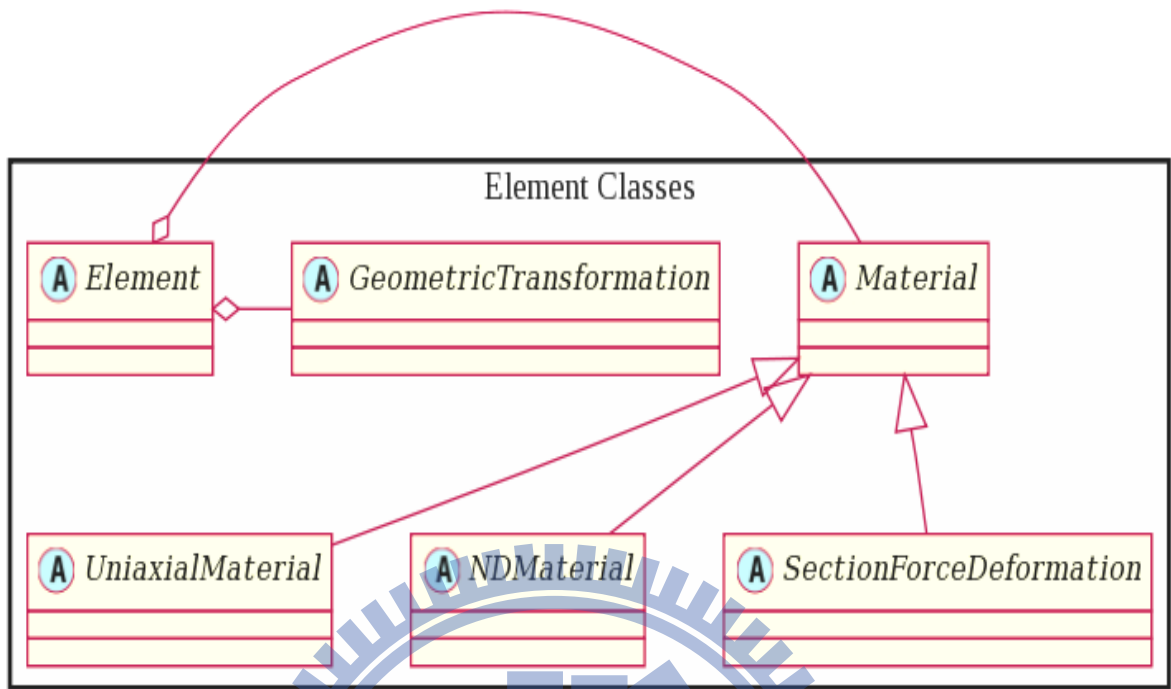 Element Classes
A Element
A GeometricTransformation
A Material
A UniaxialMaterial
A NDMaterial
A SectionForceDeformation